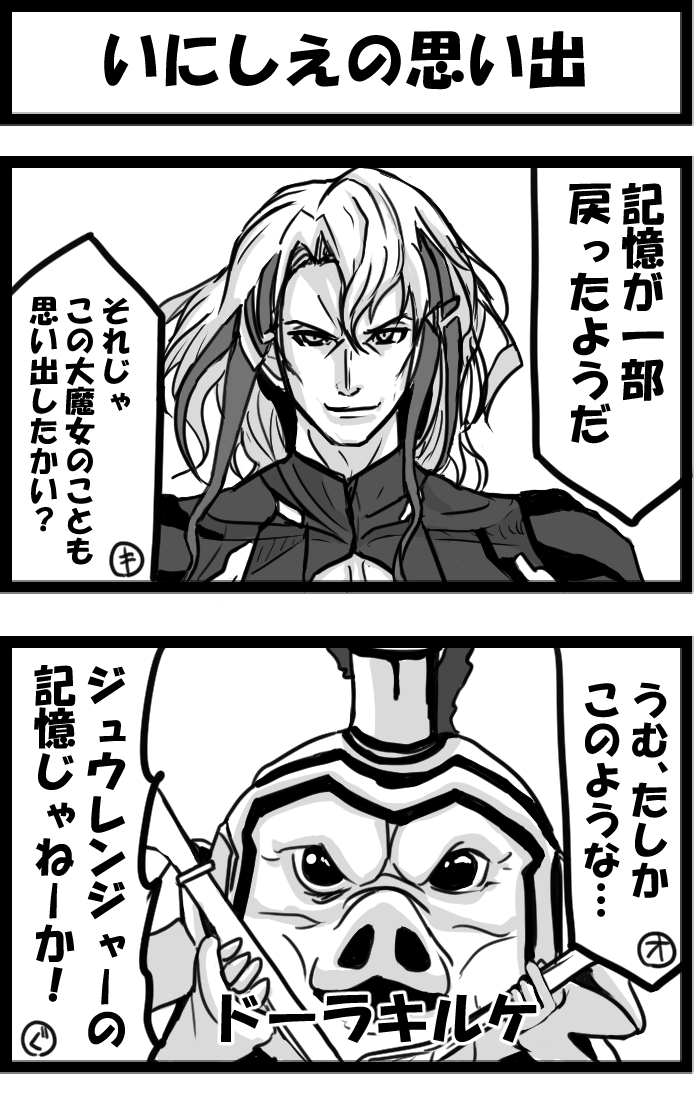 いにしえの思い出
記憶が一部
戻ったようだ
それじゃ
この大魔女のことも
思い出したかい？
キ
うむ、たしか
このような…
オ
ジュウレンジャーの
記憶じゃねーか！
ぐ
ドーラキルケ